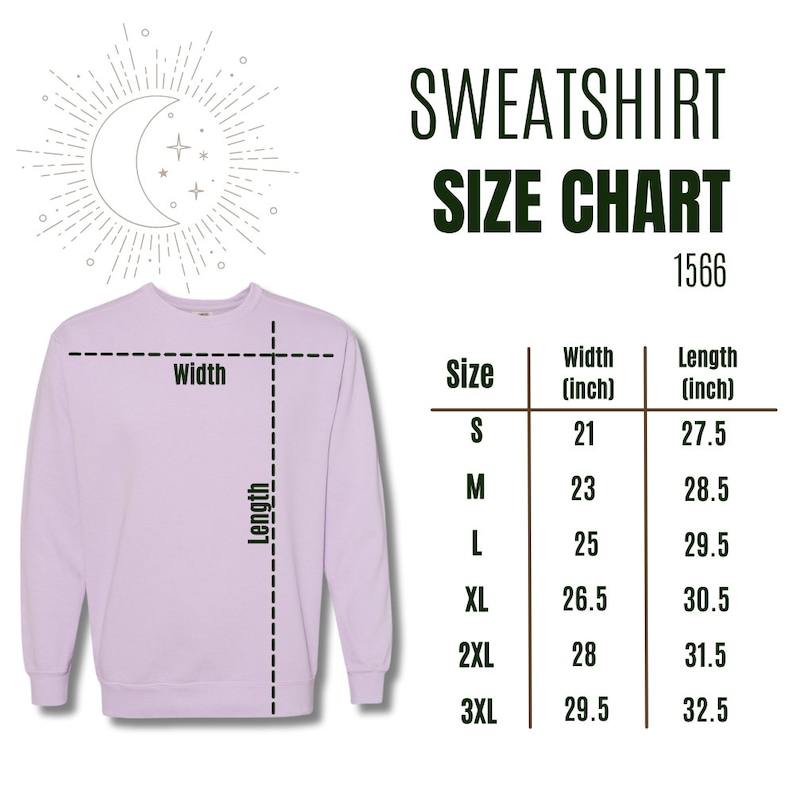 SWEATSHIRT
SIZE CHART
1566
Width
Length
Size Width (inch) Length (inch)
S 21 27.5
M 23 28.5
L 25 29.5
XL 26.5 30.5
2XL 28 31.5
3XL 29.5 32.5